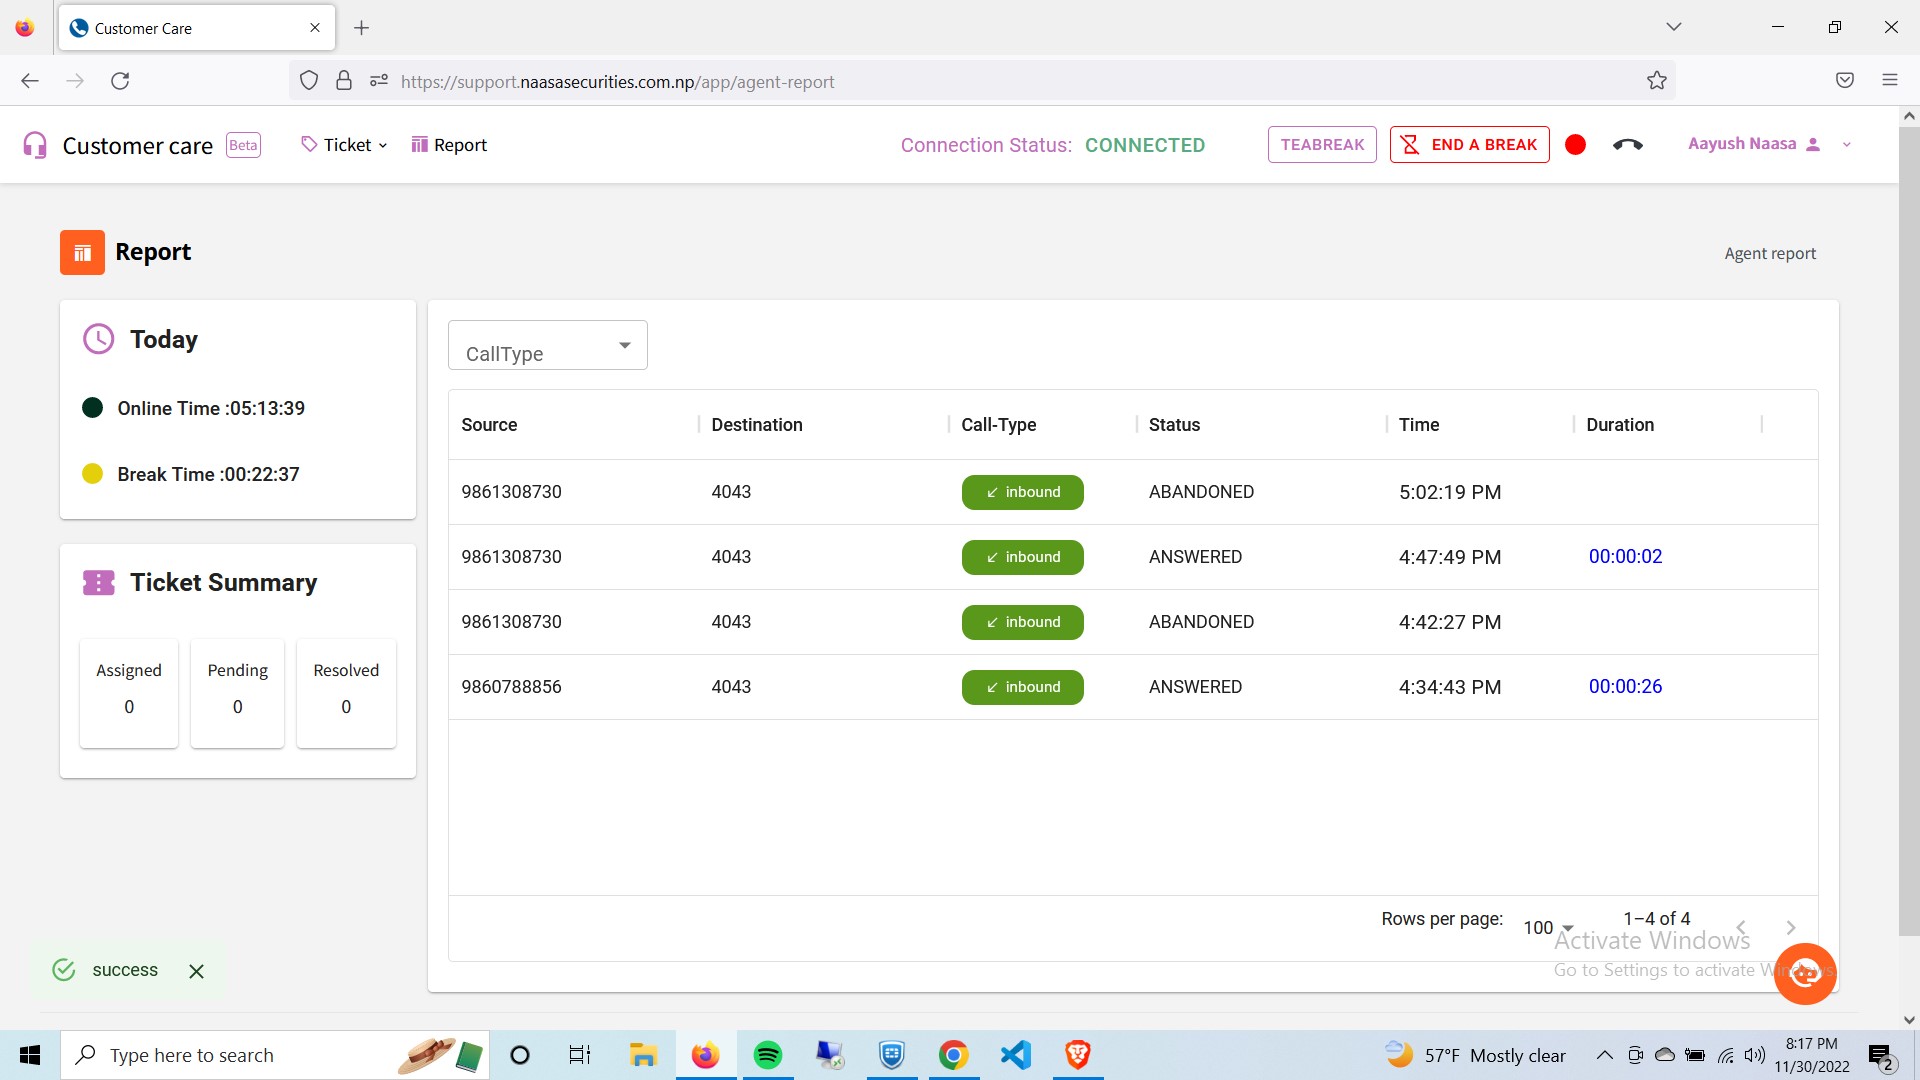 Customer Care
https://support.naasasecurities.com.np/app/agent-report
Customer care Beta Ticket Report Connection Status: CONNECTED TEABREAK END A BREAK Aayush Naasa
Report
Agent report
Today
Online Time :05:13:39
Break Time :00:22:37
Ticket Summary
Assigned Pending Resolved
0 0 0
CallType
Source Destination Call-Type Status Time Duration
9861308730 4043 inbound ABANDONED 5:02:19 PM
9861308730 4043 inbound ANSWERED 4:47:49 PM 00:00:02
9861308730 4043 inbound ABANDONED 4:42:27 PM
9860788856 4043 inbound ANSWERED 4:34:43 PM 00:00:26
Rows per page: 100 1–4 of 4
Activate Windows
Go to Settings to activate Windows.
success
Type here to search
57°F Mostly clear
8:17 PM
11/30/2022
2